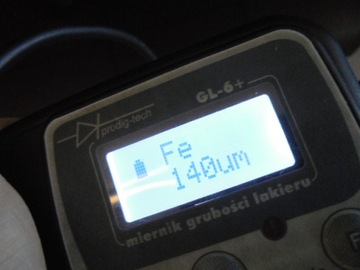 prodig-tech
GL-6+
Fe
140um
miernik grubości lakieru